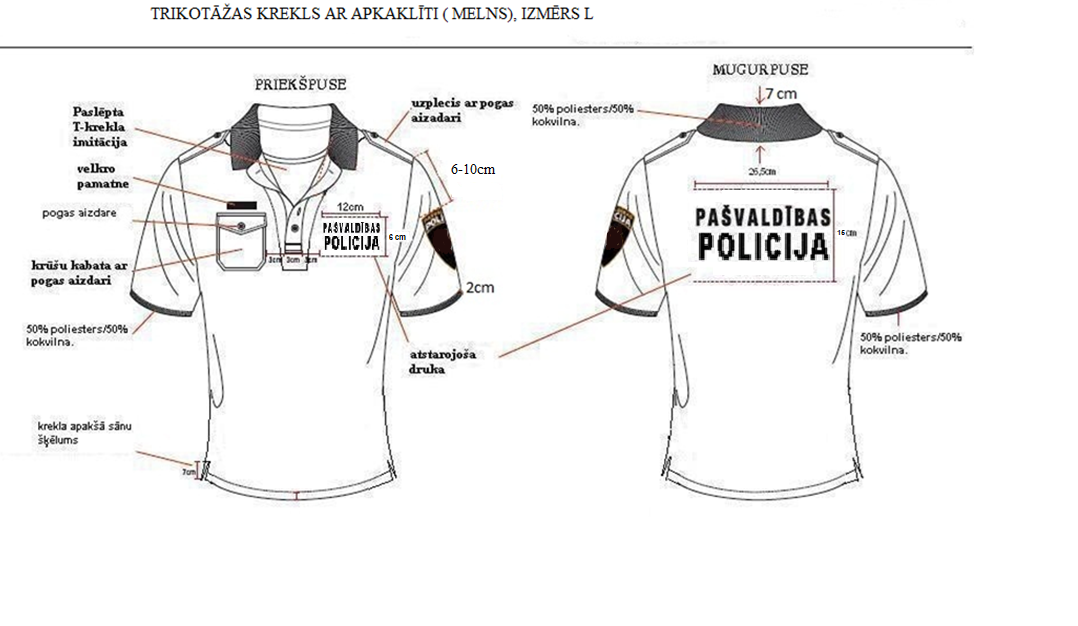 TRIKOTĀŽAS KREKLS AR APKAKLĪTI ( MELNS), IZMĒRS L
PRIEKŠPUSE
MUGURPUSE
Paslēpta
T-krekla
imitācija
velkro
pamatne
pogas aizdare
krūšu kabata ar
pogas aizdari
50% poliesters/50%
kokvilna.
krekla apakšā sānu
šķēlums
7cm
uzplecis ar pogas
aizadari
6-10cm
12cm
PAŠVALDĪBAS
POLICIJA
6 cm
3cm 3cm 3cm
2cm
atstarojoša
druka
7 cm
50% poliesters/50%
kokvilna.
26,5cm
PAŠVALDĪBAS
POLICIJA
15cm
50% poliesters/50%
kokvilna.